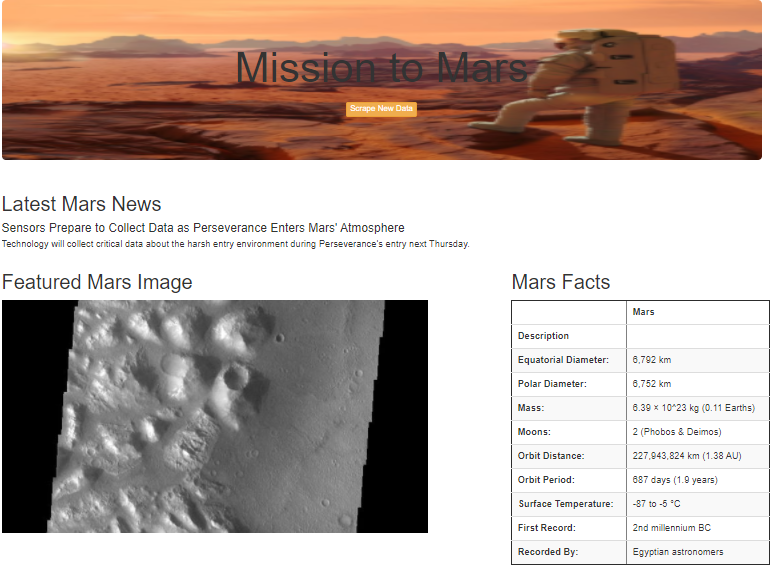 Mission to Mars
Scrape New Data
Latest Mars News
Sensors Prepare to Collect Data as Perseverance Enters Mars' Atmosphere
Technology will collect critical data about the harsh entry environment during Perseverance's entry next Thursday.
Featured Mars Image
Mars Facts
Mars
Description
Equatorial Diameter: 6,792 km
Polar Diameter: 6,752 km
Mass: 6.39 × 10^23 kg (0.11 Earths)
Moons: 2 (Phobos & Deimos)
Orbit Distance: 227,943,824 km (1.38 AU)
Orbit Period: 687 days (1.9 years)
Surface Temperature: -87 to -5 °C
First Record: 2nd millennium BC
Recorded By: Egyptian astronomers